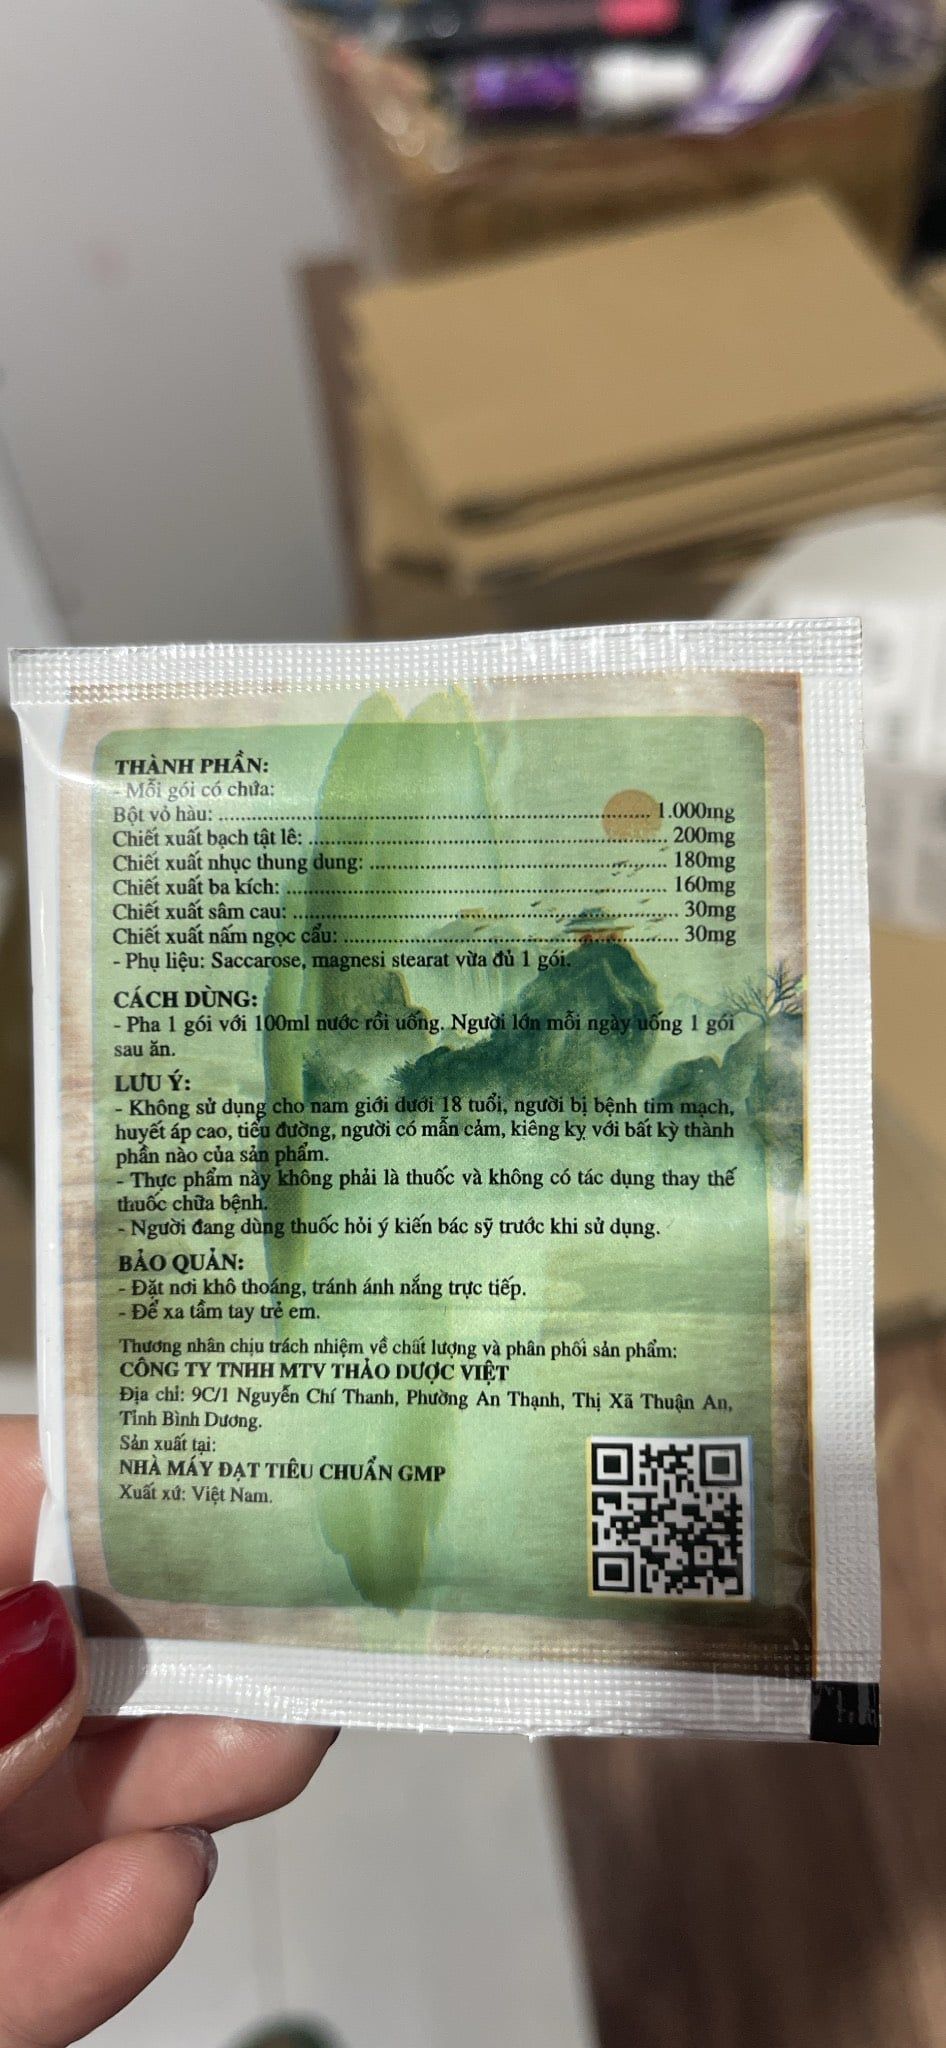 THÀNH PHẦN:
- Mỗi gói có chứa:
Bột vỏ hàu: 1.000mg
Chiết xuất bạch tật lê: 200mg
Chiết xuất nhục thung dung: 180mg
Chiết xuất ba kích: 160mg
Chiết xuất sâm cau: 30mg
Chiết xuất nấm ngọc cẩu: 30mg
- Phụ liệu: Saccarose, magnesi stearat vừa đủ 1 gói.
CÁCH DÙNG:
- Pha 1 gói với 100ml nước rồi uống. Người lớn mỗi ngày uống 1 gói
sau ăn.
LƯU Ý:
- Không sử dụng cho nam giới dưới 18 tuổi, người bị bệnh tim mạch,
huyết áp cao, tiểu đường, người có mẫn cảm, kiêng kỵ với bất kỳ thành
phần nào của sản phẩm.
- Thực phẩm này không phải là thuốc và không có tác dụng thay thế
thuốc chữa bệnh.
- Người đang dùng thuốc hỏi ý kiến bác sỹ trước khi sử dụng.
BẢO QUẢN:
- Đặt nơi khô thoáng, tránh ánh nắng trực tiếp.
- Để xa tầm tay trẻ em.
Thương nhân chịu trách nhiệm về chất lượng và phân phối sản phẩm:
CÔNG TY TNHH MTV THẢO DƯỢC VIỆT
Địa chỉ: 9C/1 Nguyễn Chí Thanh, Phường An Thạnh, Thị Xã Thuận An,
Tỉnh Bình Dương.
Sản xuất tại:
NHÀ MÁY ĐẠT TIÊU CHUẨN GMP
Xuất xứ: Việt Nam.